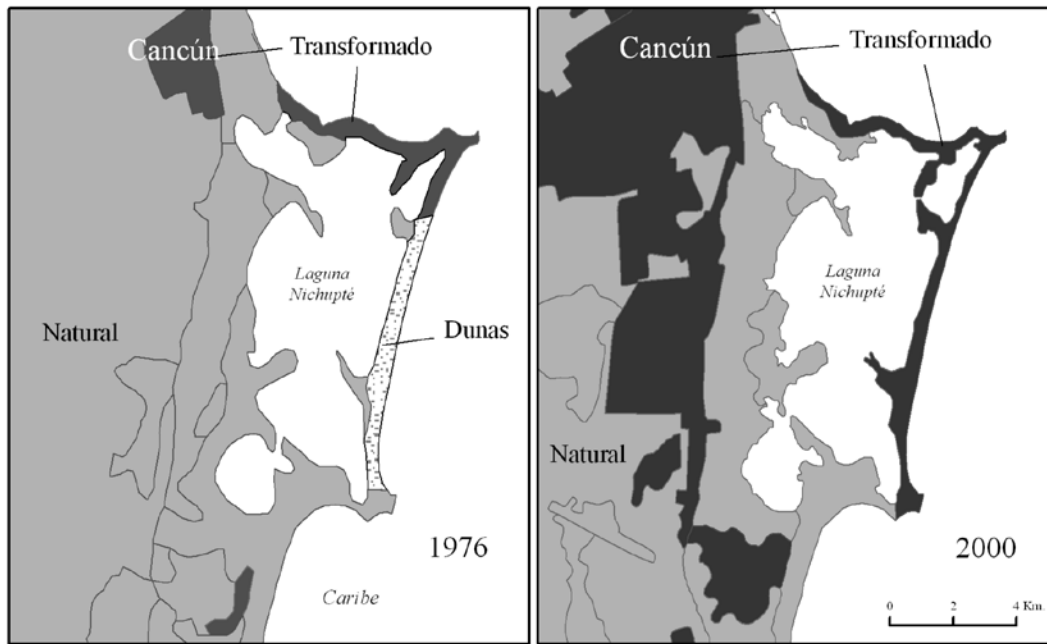 Cancún
Transformado
Laguna
Nichupté
Natural
Dunas
1976
Caribe
Cancún
Transformado
Laguna
Nichupté
Natural
2000
0 2 4 Km.